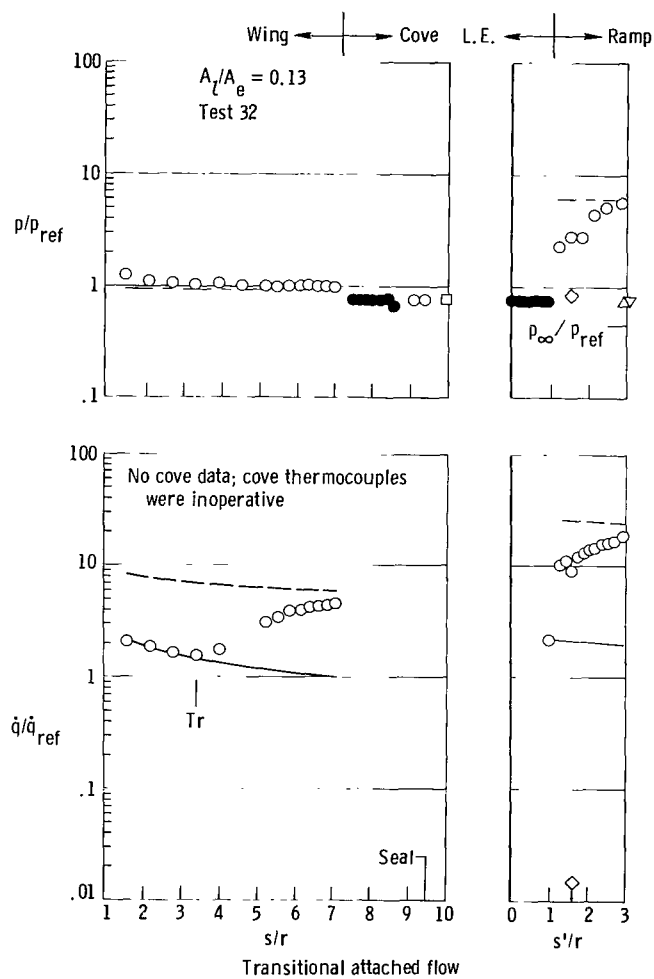 Wing Cove L.E. Ramp
A_l/A_e = 0.13
Test 32
100
10
1
.1
p/p_ref
p_∞/p_ref
No cove data; cove thermocouples
were inoperative
100
10
1
.1
.01
q̇/q̇_ref
Tr
Seal
1 2 3 4 5 6 7 8 9 10 0 1 2 3
s/r s'/r
Transitional attached flow